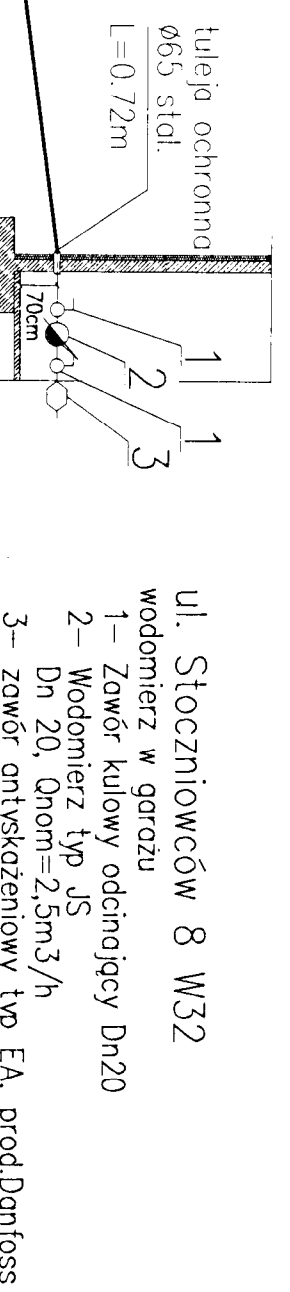 tuleja ochronna
Ø65 stal.
L=0.72m
70cm
1
2
1
3
ul. Stoczniowców 8 W32
wodomierz w garażu
1- Zawór kulowy odcinający Dn20
2- Wodomierz typ JS
Dn 20, Qnom=2,5m3/h
3- zawór antyskażeniowy typ EA, prod.Danfoss